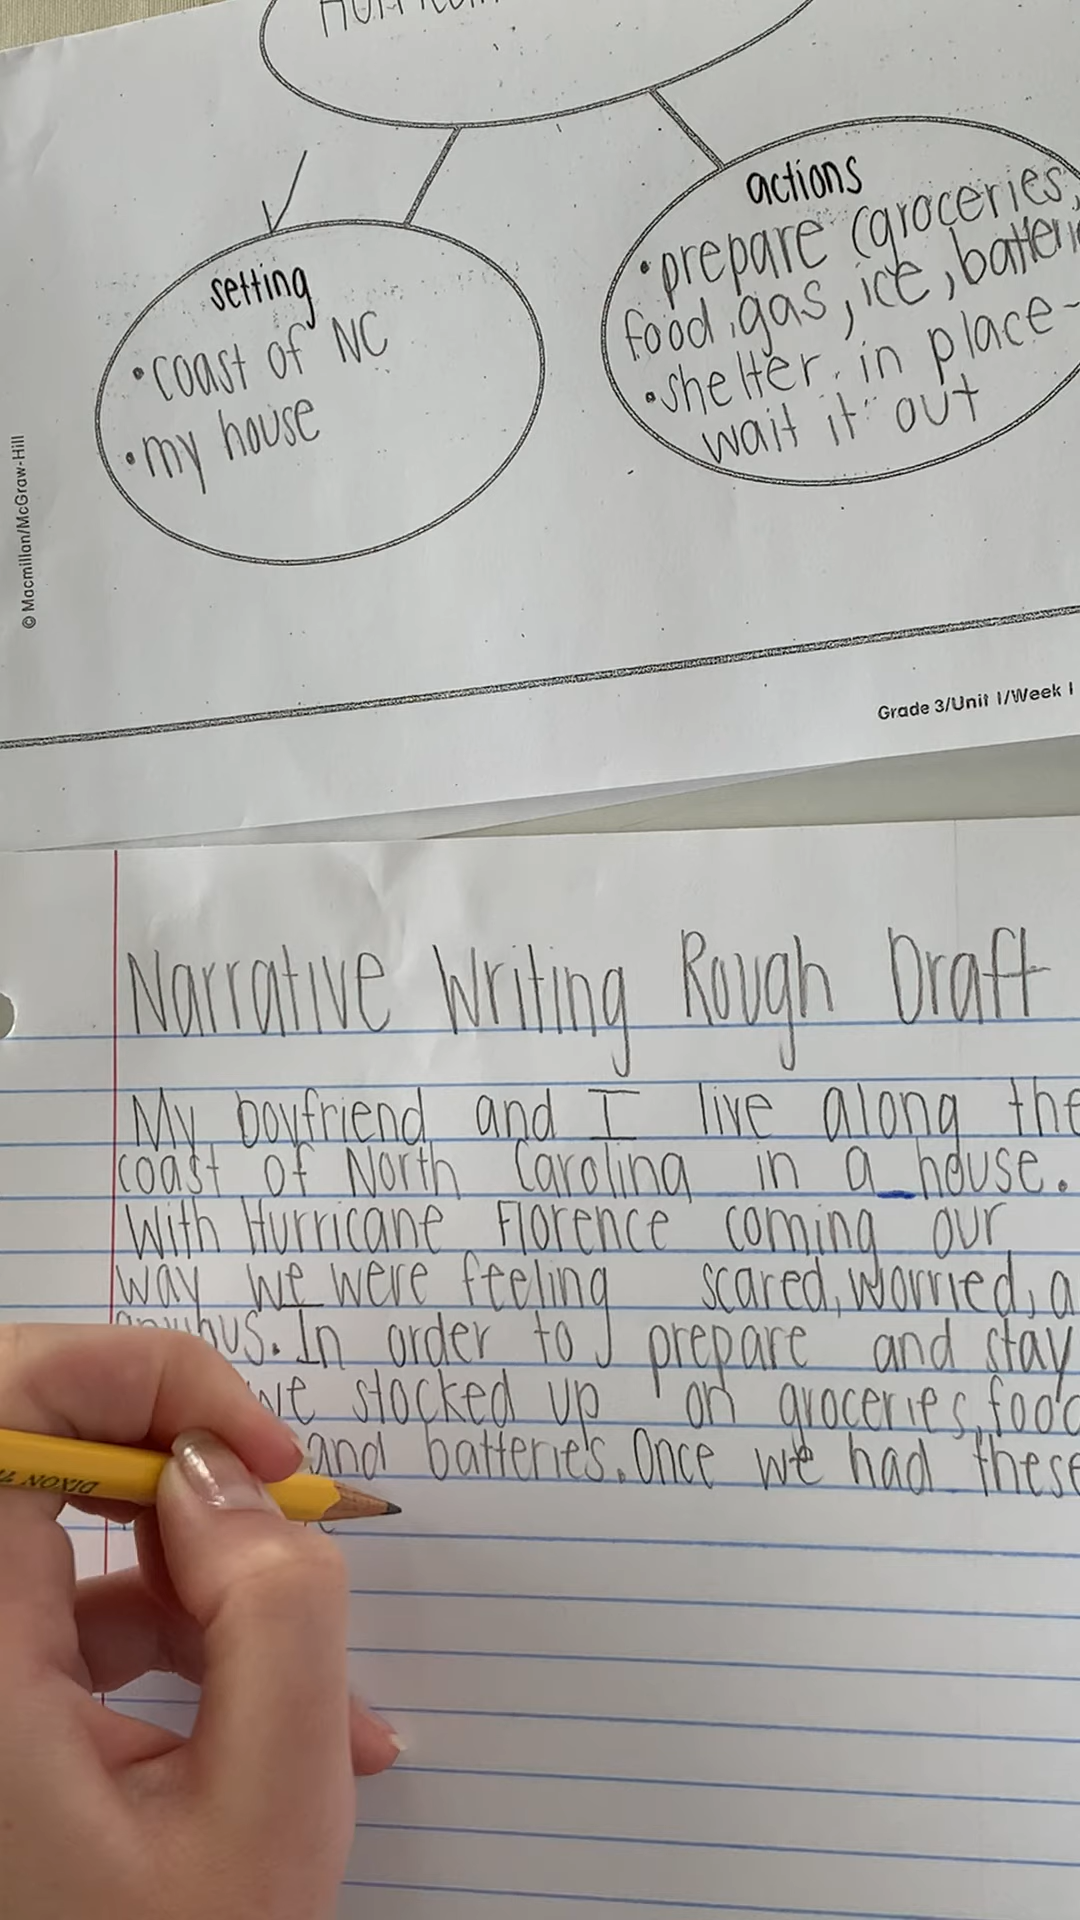 setting
•coast of NC
•my house
actions
•prepare (groceries,
food, gas, ice, batteri
•shelter in place-
wait it out
© Macmillan/McGraw-Hill
Grade 3/Unit 1/Week 1
Narrative Writing Rough Draft
My boyfriend and I live along the
coast of North Carolina in a house.
With Hurricane Florence coming our
way we were feeling scared, worried, a
In order to prepare and stay
we stocked up on groceries, food
and batteries. Once we had these
DIXON